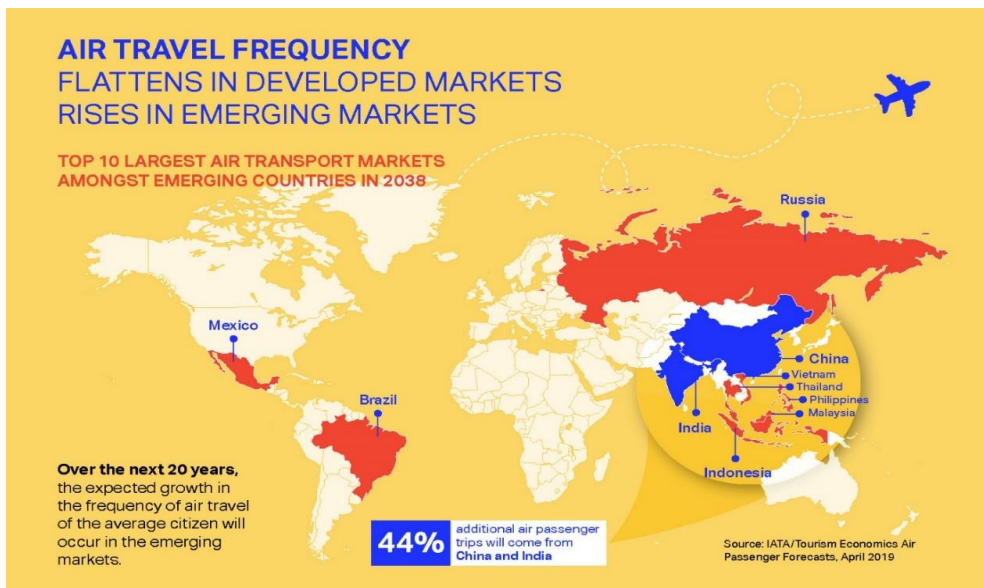 AIR TRAVEL FREQUENCY
FLATTENS IN DEVELOPED MARKETS
RISES IN EMERGING MARKETS
TOP 10 LARGEST AIR TRANSPORT MARKETS
AMONGST EMERGING COUNTRIES IN 2038
Russia
Mexico
China
Vietnam
Thailand
Brazil
Philippines
Malaysia
India
Indonesia
Over the next 20 years,
the expected growth in
the frequency of air travel
of the average citizen will
occur in the emerging
markets.
44%
additional air passenger
trips will come from
China and India
Source: IATA/Tourism Economics Air
Passenger Forecasts, April 2019